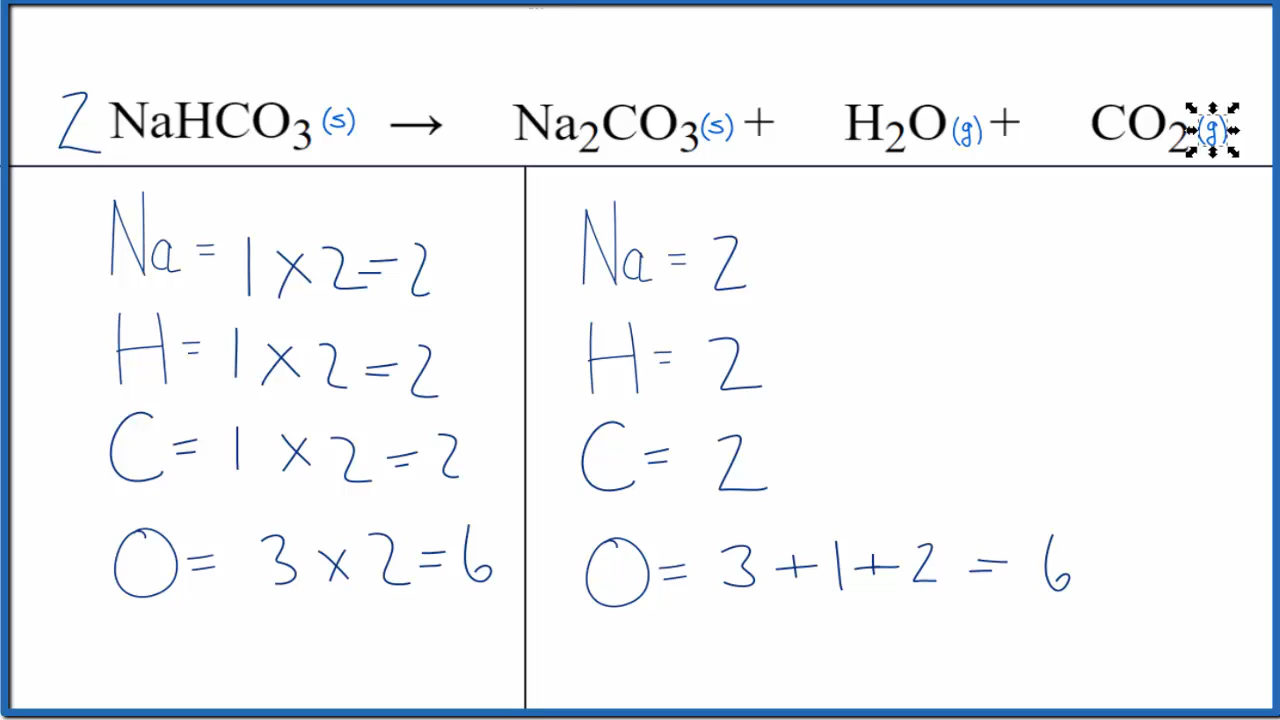 2 NaHCO₃(s) → Na₂CO₃(s) + H₂O(g) + CO₂(g)
Na = 1 × 2 = 2
H = 1 × 2 = 2
C = 1 × 2 = 2
O = 3 × 2 = 6
Na = 2
H = 2
C = 2
O = 3 + 1 + 2 = 6